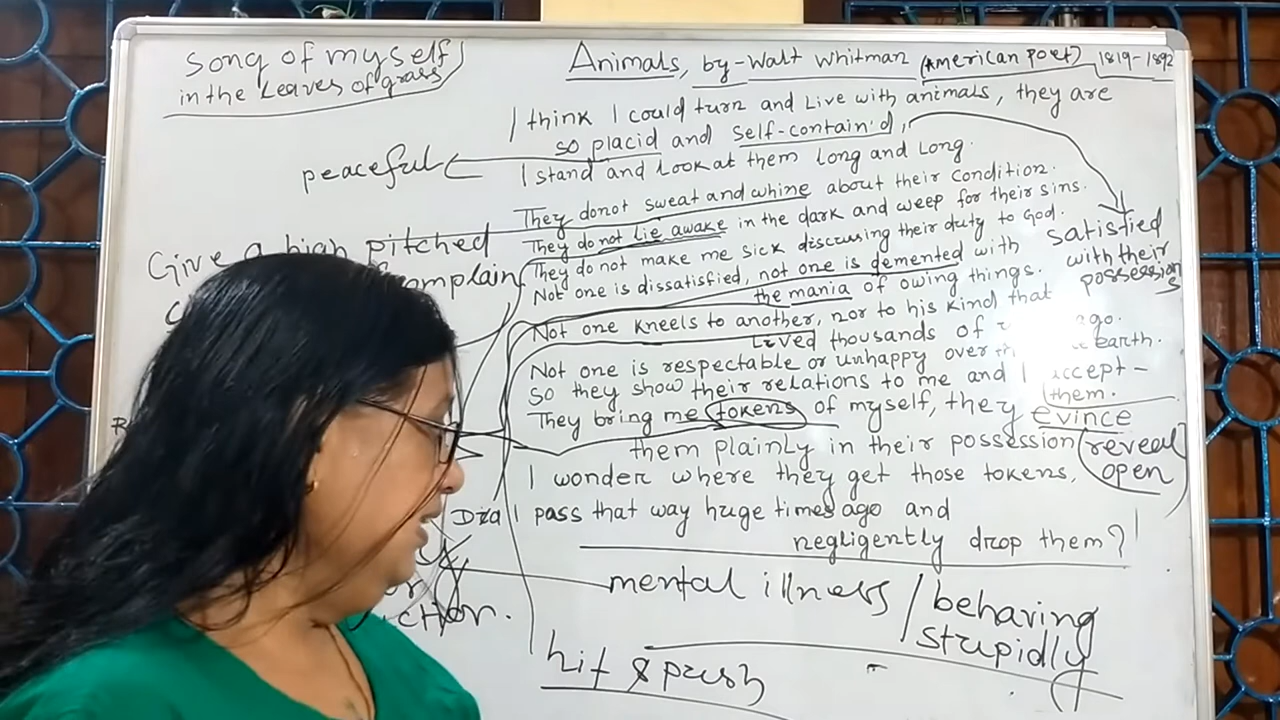 song of myself
in the Leaves of grass
Animals, by-Walt Whitman (American Poet) 1819-1892
I think I could turn and Live with animals, they are
so placid and Self-contain'd,
peaceful
I stand and Look at them Long and Long.
They donot sweat and whine about their condition.
They do not Lie awake in the dark and weep for their sins.
They do not make me sick discussing their duty to God.
Not one is dissatisfied, not one is demented with
the mania of owing things.
satisfied
with their
possessions
Give a high pitched
complain
Not one kneels to another, nor to his kind that
Lived thousands of ago.
Not one is respectable or unhappy over earth.
So they show their relations to me and I accept-
them.
They bring me tokens of myself, they evince
them plainly in their possession
reveal
open
I wonder where they get those tokens.
I pass that way huge times ago and
negligently drop them?
mental illness / behaving
stupidly
hit & push